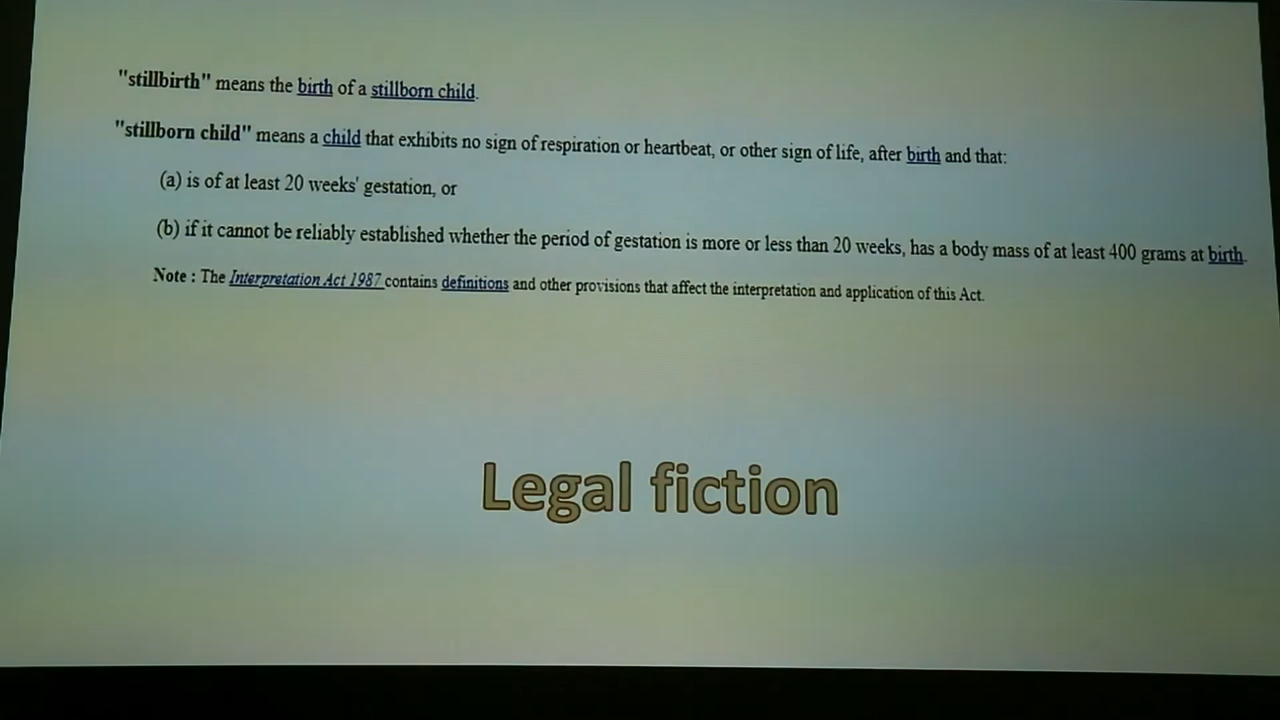 "stillbirth" means the birth of a stillborn child.
"stillborn child" means a child that exhibits no sign of respiration or heartbeat, or other sign of life, after birth and that:
(a) is of at least 20 weeks' gestation, or
(b) if it cannot be reliably established whether the period of gestation is more or less than 20 weeks, has a body mass of at least 400 grams at birth.
Note : The Interpretation Act 1987 contains definitions and other provisions that affect the interpretation and application of this Act.
Legal fiction